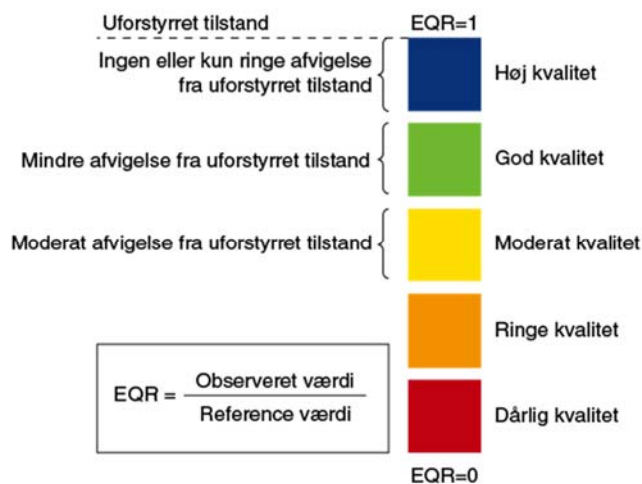 Uforstyrret tilstand
EQR=1
Ingen eller kun ringe afvigelse
fra uforstyrret tilstand
Høj kvalitet
Mindre afvigelse fra uforstyrret tilstand
God kvalitet
Moderat afvigelse fra uforstyrret tilstand
Moderat kvalitet
Ringe kvalitet
EQR = Observeret værdi
Reference værdi
Dårlig kvalitet
EQR=0